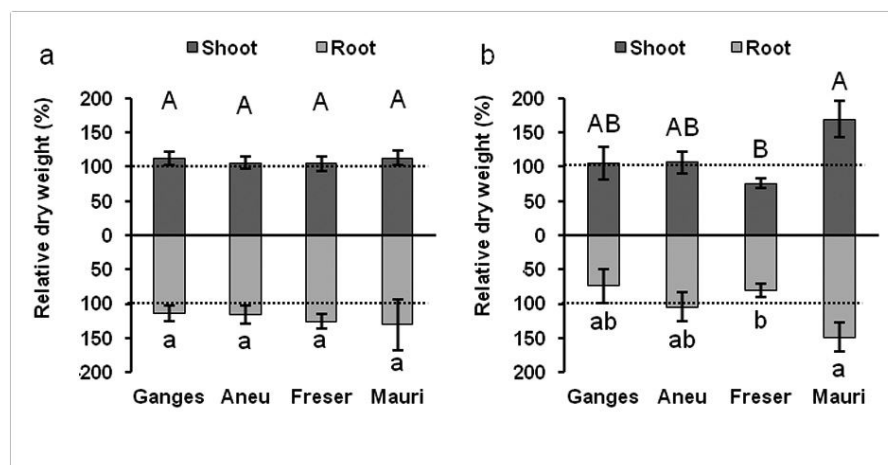 a
Shoot Root
Relative dry weight (%)
200
150
100
50
0
50
100
150
200
A A A A
a a a a
Ganges Aneu Freser Mauri
b
Shoot Root
Relative dry weight (%)
200
150
100
50
0
50
100
150
200
AB AB B A
ab ab b a
Ganges Aneu Freser Mauri